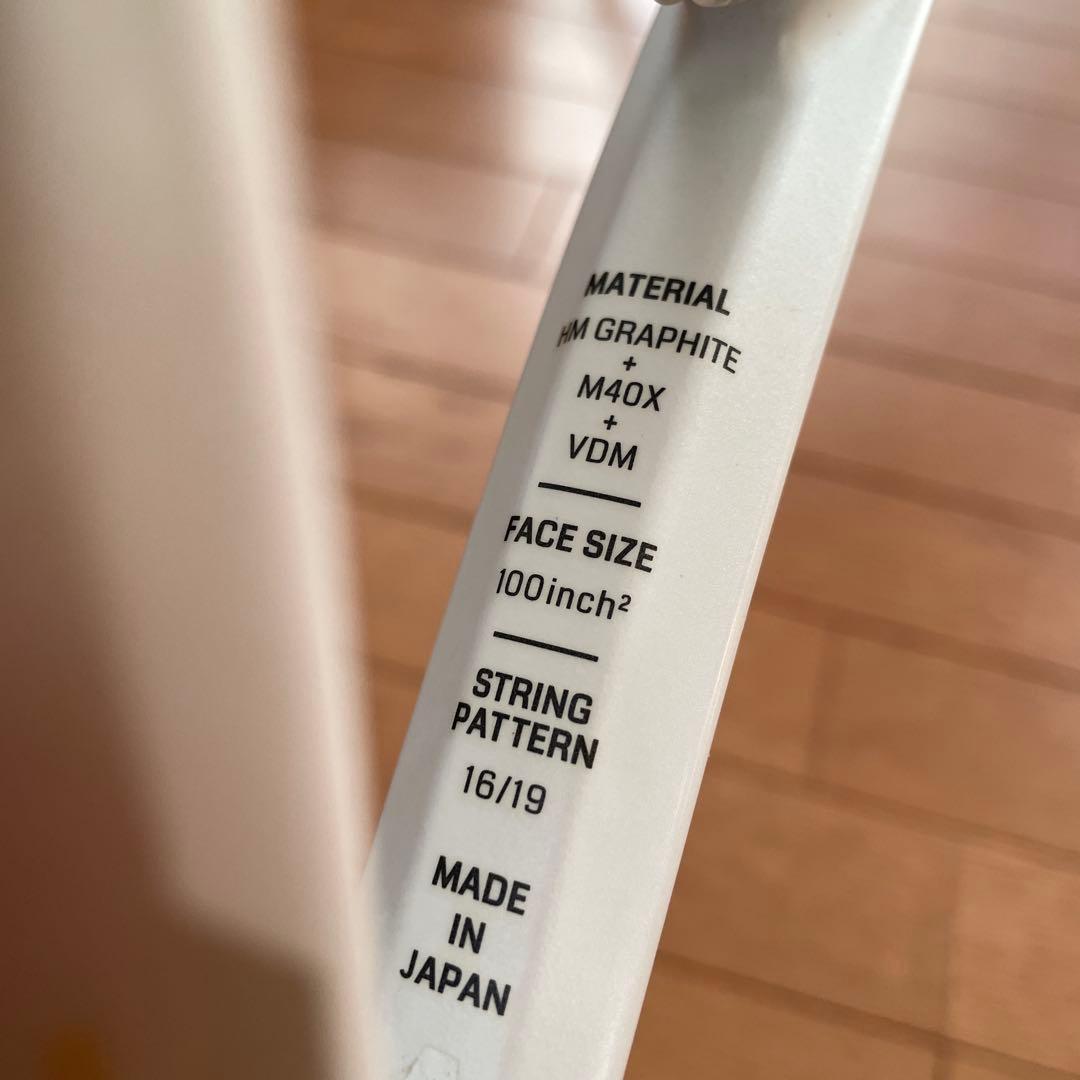 MATERIAL
HM GRAPHITE
+
M40X
+
VDM
FACE SIZE
100inch²
STRING
PATTERN
16/19
MADE
IN
JAPAN